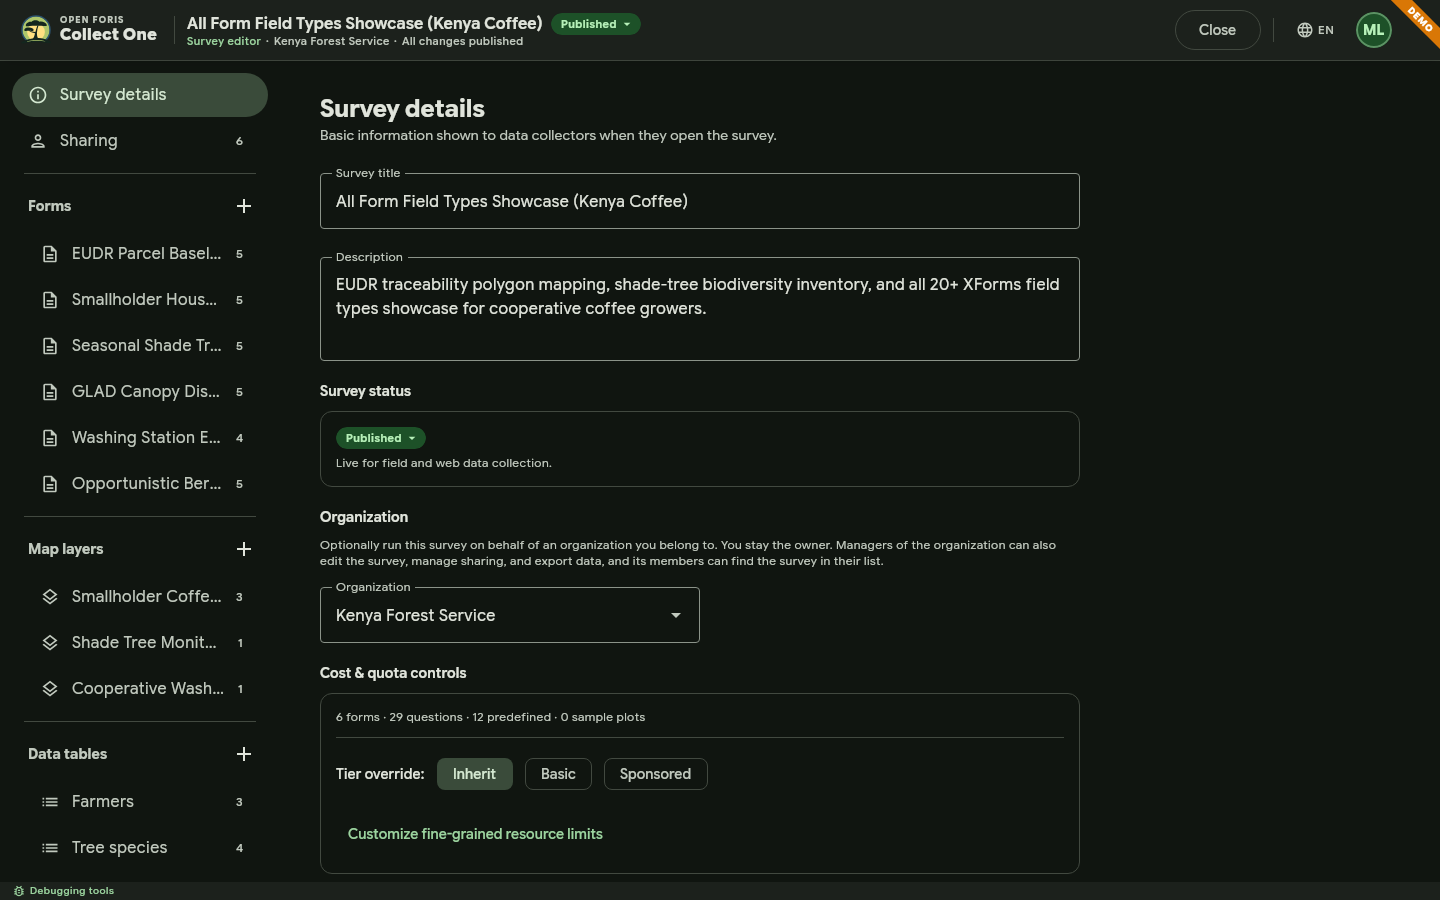 OPEN FORIS
Collect One
All Form Field Types Showcase (Kenya Coffee)
Published
Survey editor · Kenya Forest Service · All changes published
Close
EN
ML
DEMO
Survey details
Sharing 6
Forms
EUDR Parcel Basel... 5
Smallholder Hous... 5
Seasonal Shade Tr... 5
GLAD Canopy Dis... 5
Washing Station E... 4
Opportunistic Ber... 5
Map layers
Smallholder Coffe... 3
Shade Tree Monit... 1
Cooperative Wash... 1
Data tables
Farmers 3
Tree species 4
Debugging tools
Survey details
Basic information shown to data collectors when they open the survey.
Survey title
All Form Field Types Showcase (Kenya Coffee)
Description
EUDR traceability polygon mapping, shade-tree biodiversity inventory, and all 20+ XForms field
types showcase for cooperative coffee growers.
Survey status
Published
Live for field and web data collection.
Organization
Optionally run this survey on behalf of an organization you belong to. You stay the owner. Managers of the organization can also
edit the survey, manage sharing, and export data, and its members can find the survey in their list.
Organization
Kenya Forest Service
Cost & quota controls
6 forms · 29 questions · 12 predefined · 0 sample plots
Tier override: Inherit Basic Sponsored
Customize fine-grained resource limits